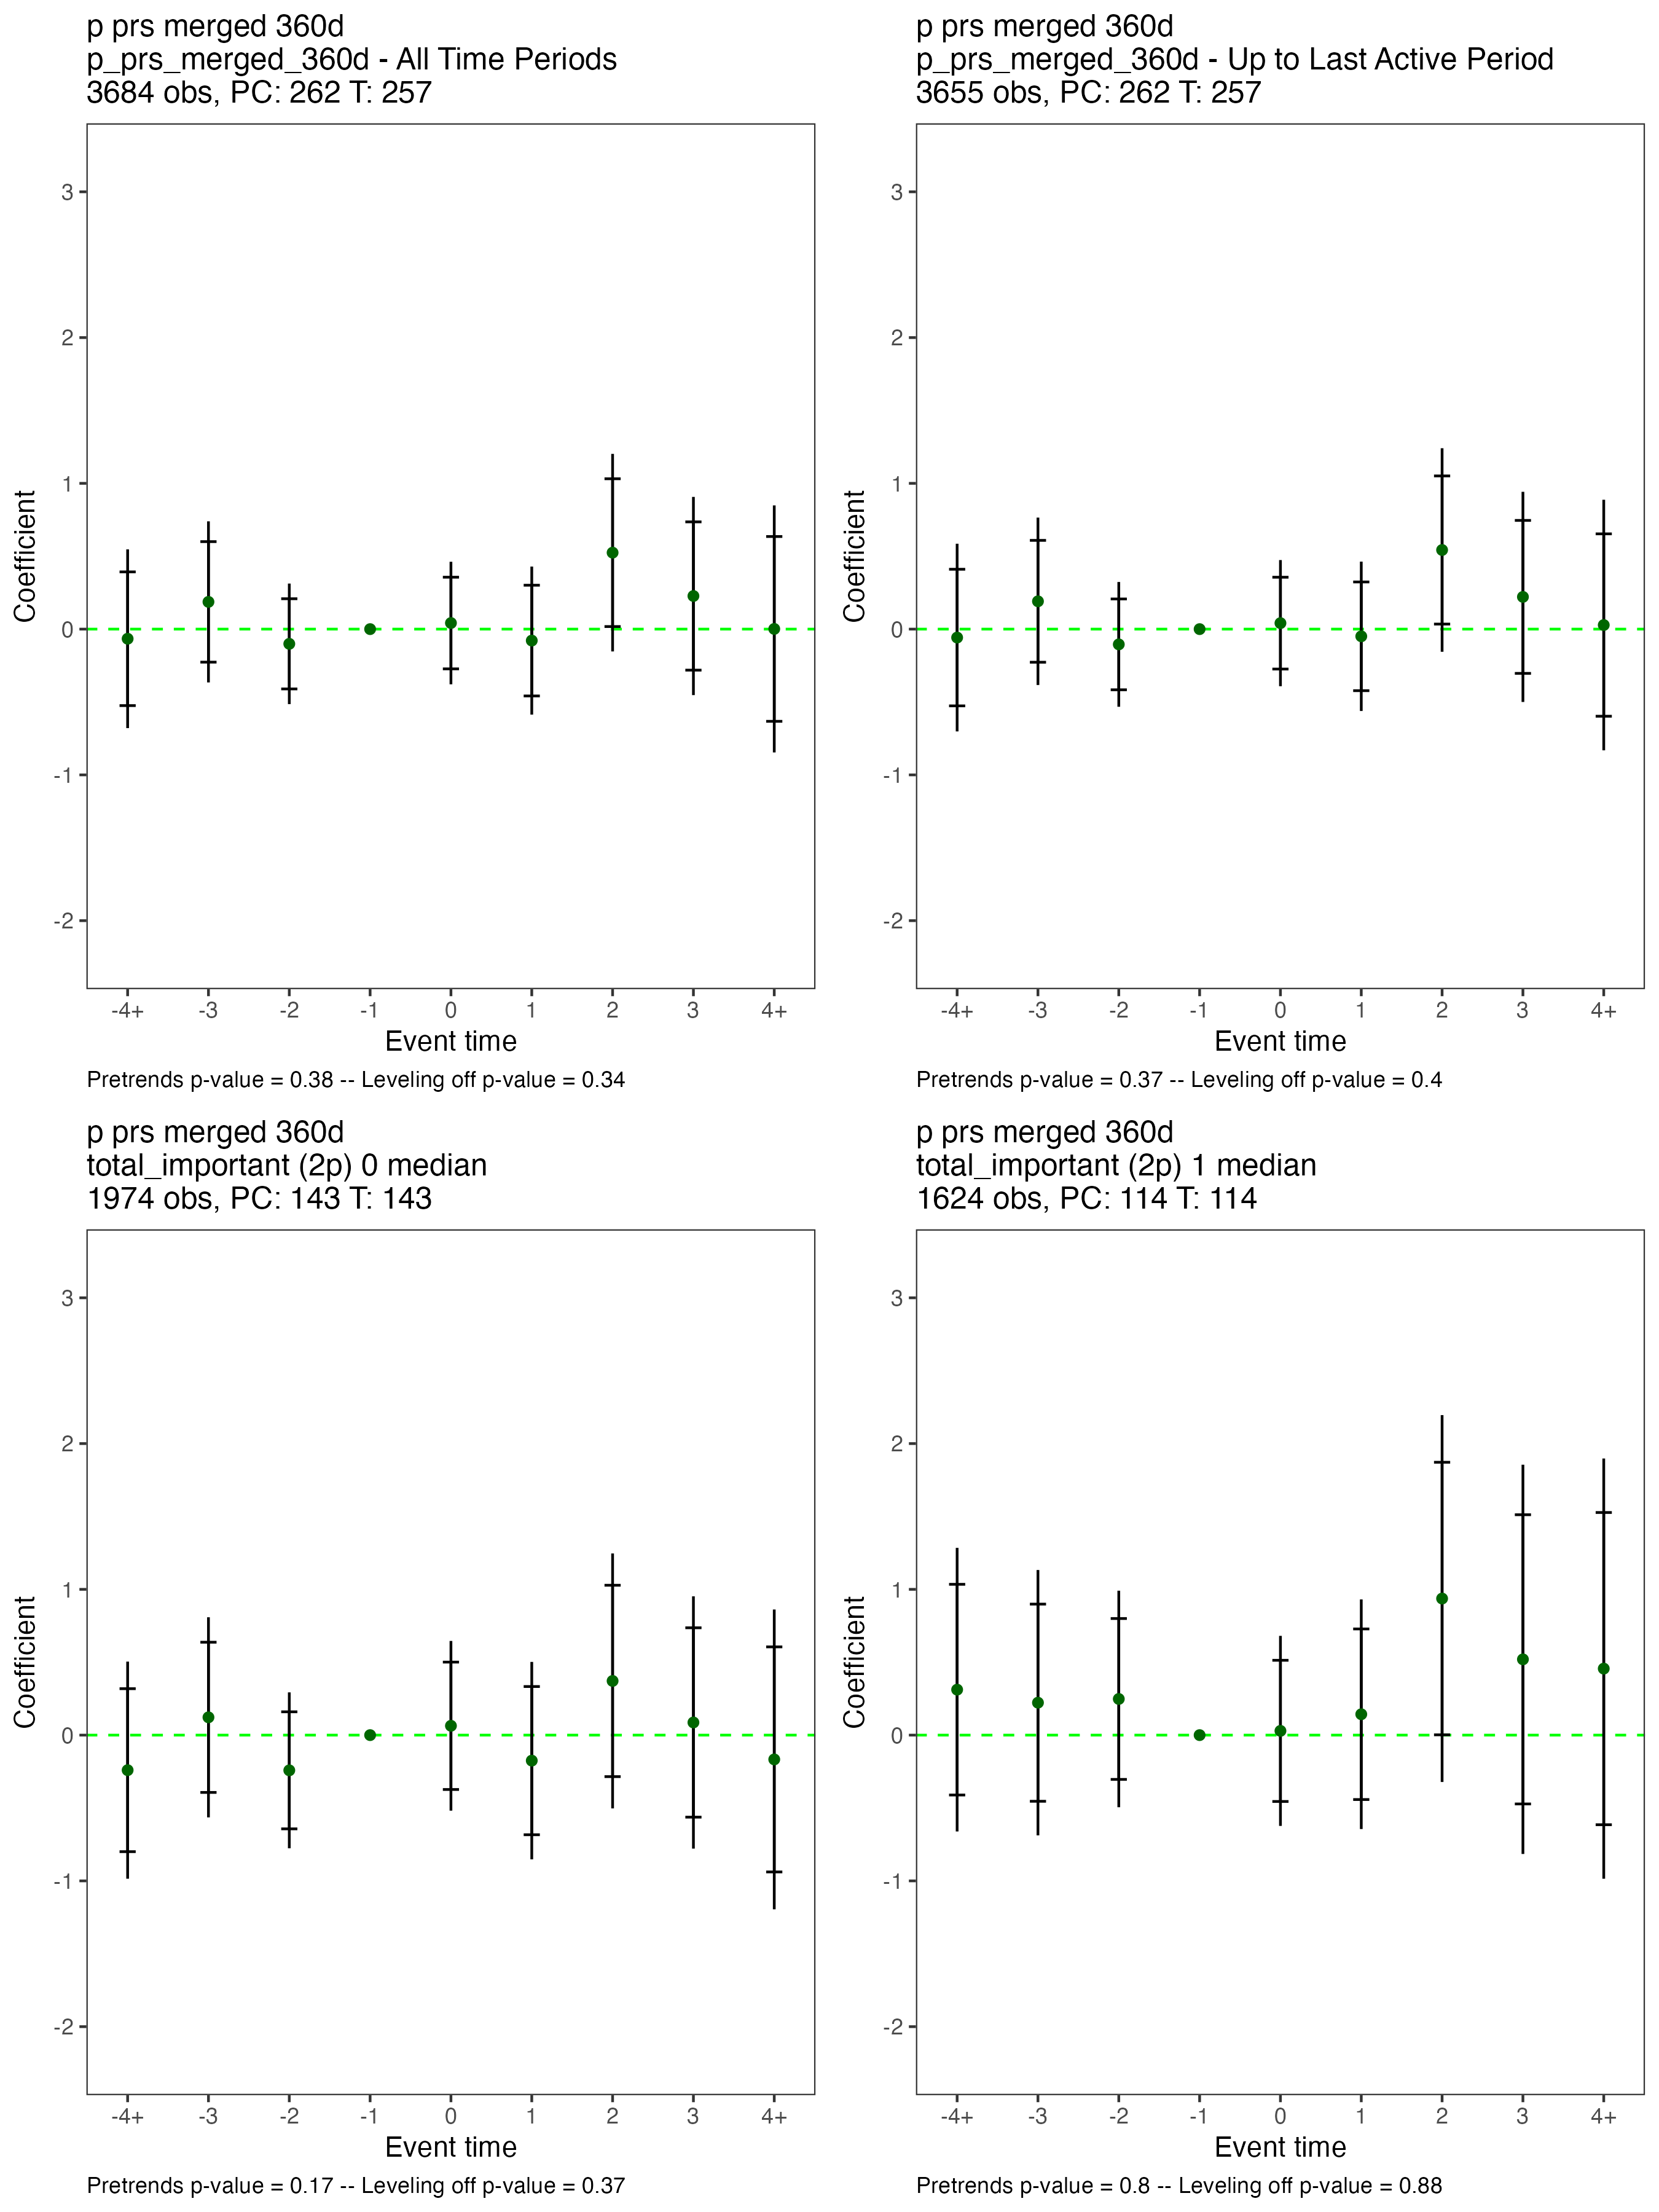 p prs merged 360d
p_prs_merged_360d - All Time Periods
3684 obs, PC: 262 T: 257
3
2
1
0
-1
-2
Coefficient
-4+ -3 -2 -1 0 1 2 3 4+
Event time
Pretrends p-value = 0.38 -- Leveling off p-value = 0.34
p prs merged 360d
p_prs_merged_360d - Up to Last Active Period
3655 obs, PC: 262 T: 257
3
2
1
0
-1
-2
Coefficient
-4+ -3 -2 -1 0 1 2 3 4+
Event time
Pretrends p-value = 0.37 -- Leveling off p-value = 0.4
p prs merged 360d
total_important (2p) 0 median
1974 obs, PC: 143 T: 143
3
2
1
0
-1
-2
Coefficient
-4+ -3 -2 -1 0 1 2 3 4+
Event time
Pretrends p-value = 0.17 -- Leveling off p-value = 0.37
p prs merged 360d
total_important (2p) 1 median
1624 obs, PC: 114 T: 114
3
2
1
0
-1
-2
Coefficient
-4+ -3 -2 -1 0 1 2 3 4+
Event time
Pretrends p-value = 0.8 -- Leveling off p-value = 0.88